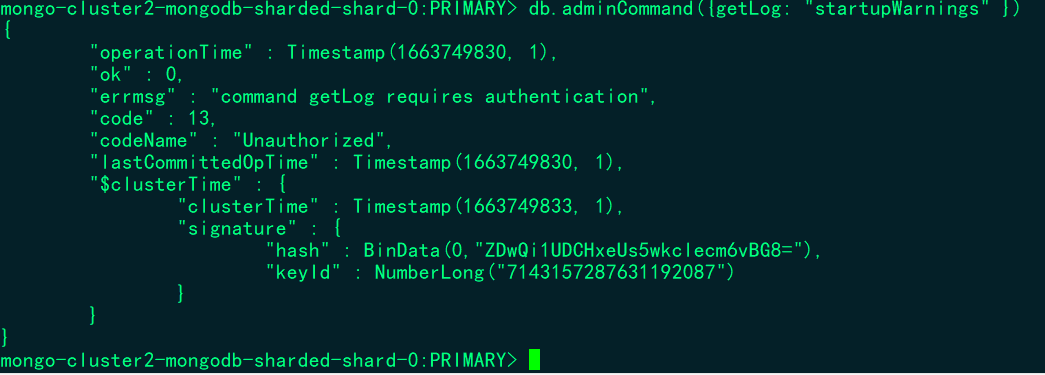 mongo-cluster2-mongodb-sharded-shard-0:PRIMARY> db.adminCommand({getLog: "startupWarnings" })
{
        "operationTime" : Timestamp(1663749830, 1),
        "ok" : 0,
        "errmsg" : "command getLog requires authentication",
        "code" : 13,
        "codeName" : "Unauthorized",
        "lastCommittedOpTime" : Timestamp(1663749830, 1),
        "$clusterTime" : {
                "clusterTime" : Timestamp(1663749833, 1),
                "signature" : {
                        "hash" : BinData(0,"ZDwQi1UDCHxeUs5wkcIecm6vBG8="),
                        "keyId" : NumberLong("7143157287631192087")
                }
        }
}
mongo-cluster2-mongodb-sharded-shard-0:PRIMARY>